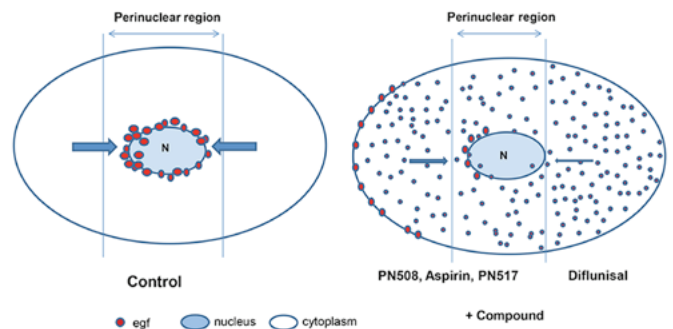 Perinuclear region
Perinuclear region
N
N
Control
PN508, Aspirin, PN517
Diflunisal
+ Compound
egf
nucleus
cytoplasm